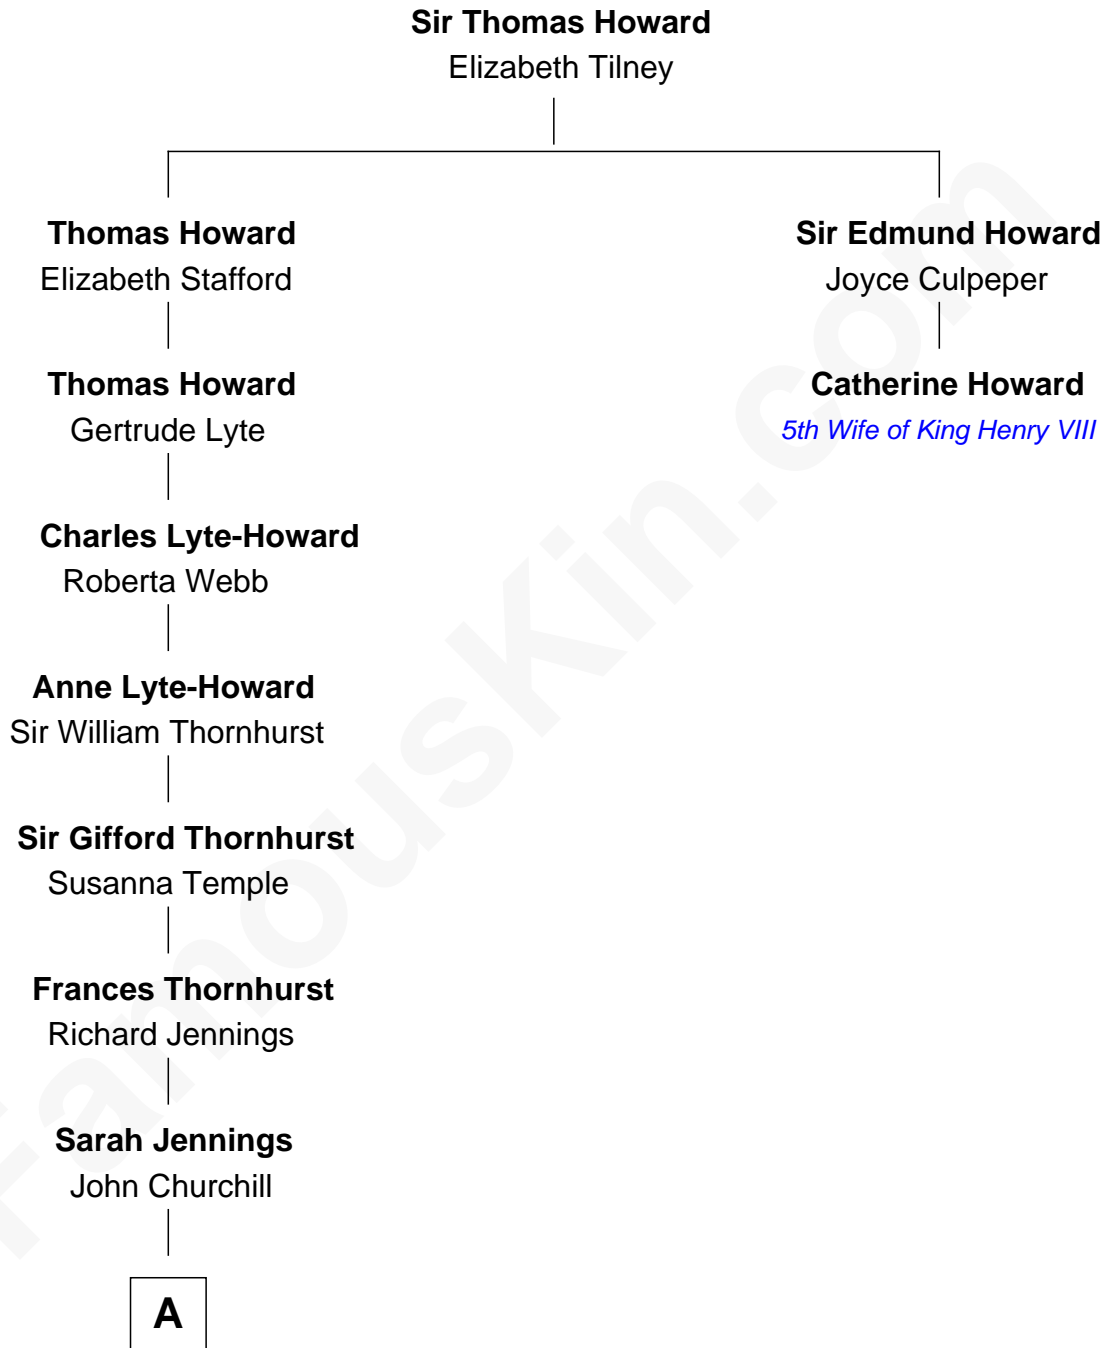 Sir Thomas Howard
Elizabeth Tilney
Thomas Howard
Elizabeth Stafford
Sir Edmund Howard
Joyce Culpeper
Thomas Howard
Gertrude Lyte
Catherine Howard
5th Wife of King Henry VIII
Charles Lyte-Howard
Roberta Webb
Anne Lyte-Howard
Sir William Thornhurst
Sir Gifford Thornhurst
Susanna Temple
Frances Thornhurst
Richard Jennings
Sarah Jennings
John Churchill
A
FamousKin.com